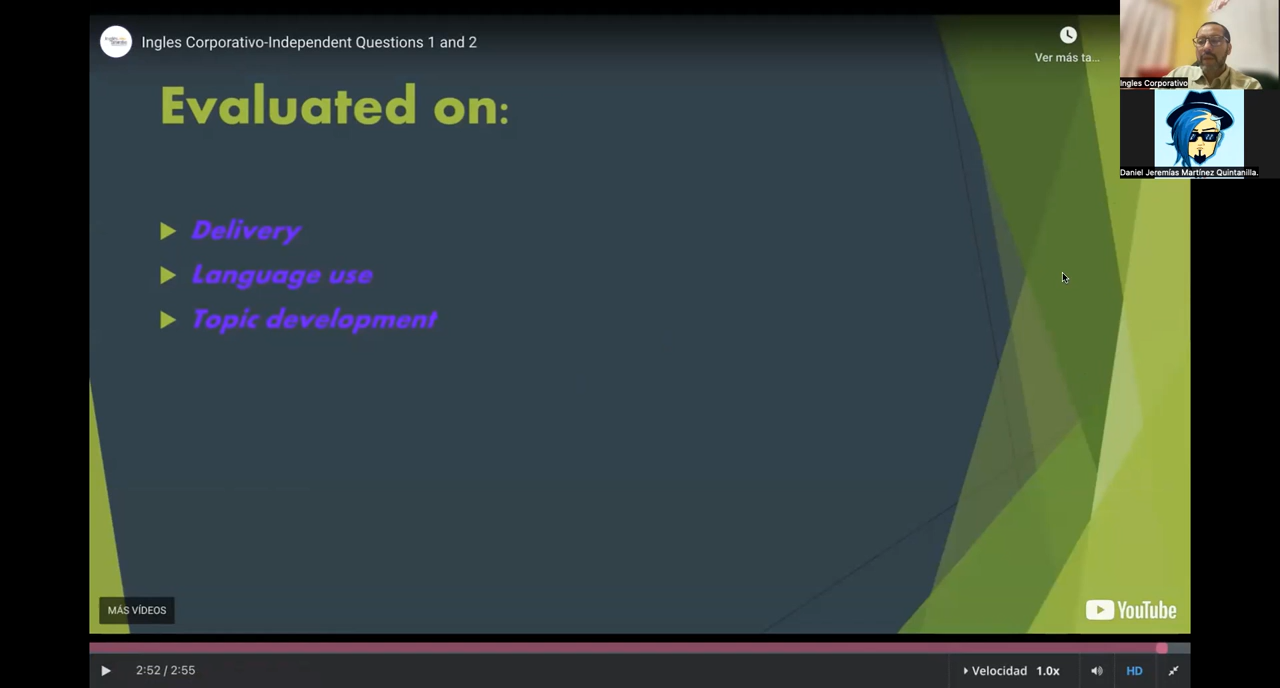 Ingles Corporativo-Independent Questions 1 and 2
Ver más ta...
Evaluated on:
Delivery
Language use
Topic development
MÁS VÍDEOS
YouTube
2:52 / 2:55
Velocidad 1.0x
HD
Ingles Corporativo
Daniel Jeremías Martínez Quintanilla.